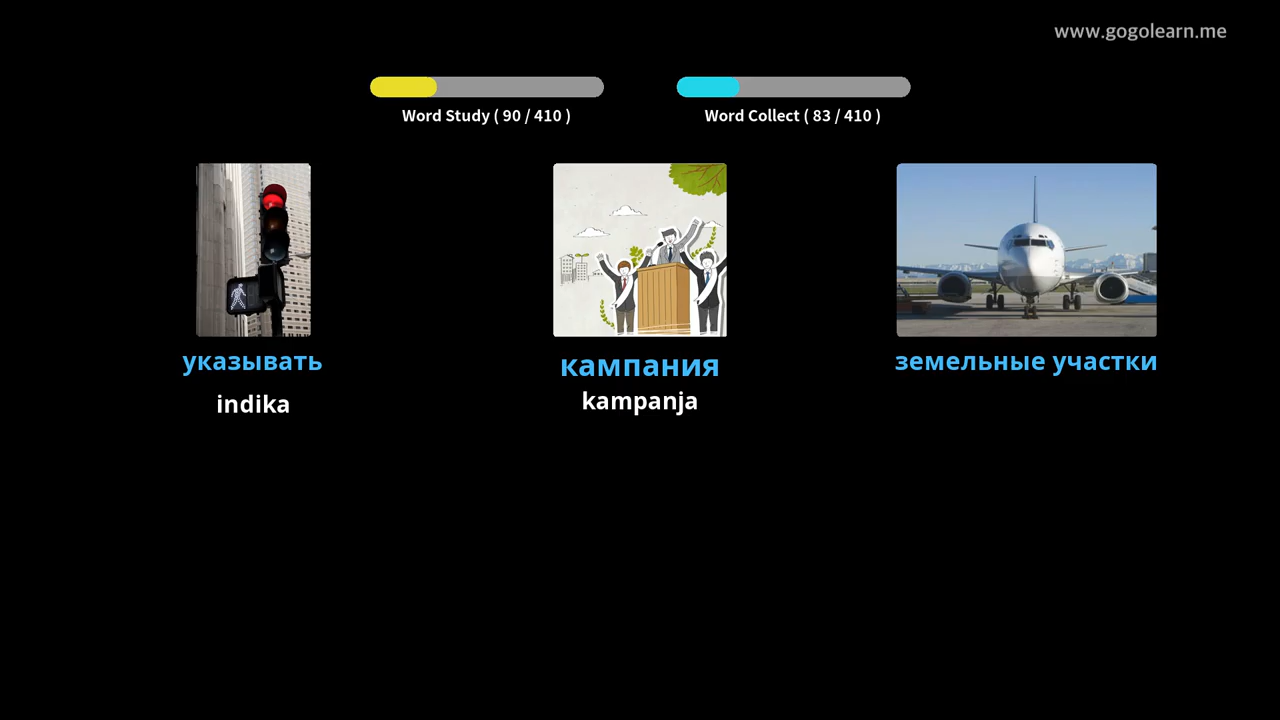 www.gogolearn.me
Word Study ( 90 / 410 )
Word Collect ( 83 / 410 )
указывать
кампания
земельные участки
indika
kampanja